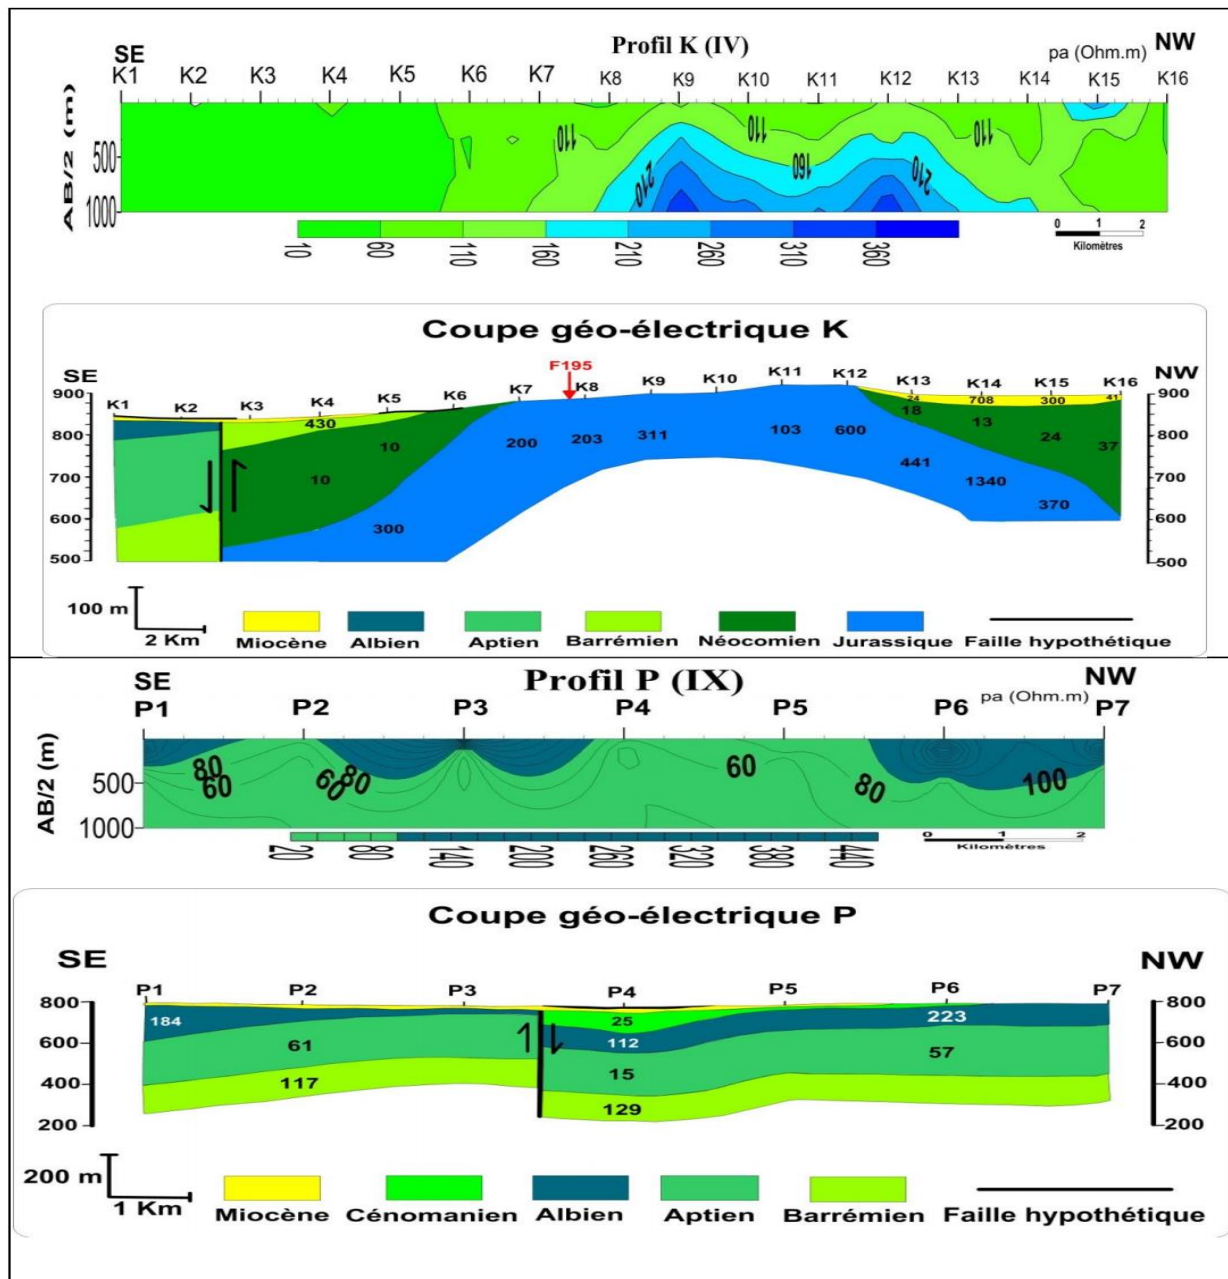 Profil K (IV)
SE pa (Ohm.m) NW
K1 K2 K3 K4 K5 K6 K7 K8 K9 K10 K11 K12 K13 K14 K15 K16
AB/2 (m)
500
1000
110 110 160 110
210 210
10 60 110 160 210 260 310 360
0 1 2
Kilomètres
Coupe géo-électrique K
SE F195 NW
K1 K2 K3 K4 K5 K6 K7 K8 K9 K10 K11 K12 K13 K14 K15 K16
900 900
800 800
700 700
600 600
500 500
430 24 708 300 41
10 200 203 311 103 600 18 13 24 37
10 441 1340 370
300
100 m
2 Km
Miocène Albien Aptien Barrémien Néocomien Jurassique Faille hypothétique
Profil P (IX)
SE pa (Ohm.m) NW
P1 P2 P3 P4 P5 P6 P7
AB/2 (m)
500
1000
80 60 60 80 60 80 100
20 80 140 200 260 320 380 440
0 1 2
Kilomètres
Coupe géo-électrique P
SE NW
P1 P2 P3 P4 P5 P6 P7
800 800
600 600
400 400
200 200
184 25 223
61 112 57
117 15
129
200 m
1 Km
Miocène Cénomanien Albien Aptien Barrémien Faille hypothétique